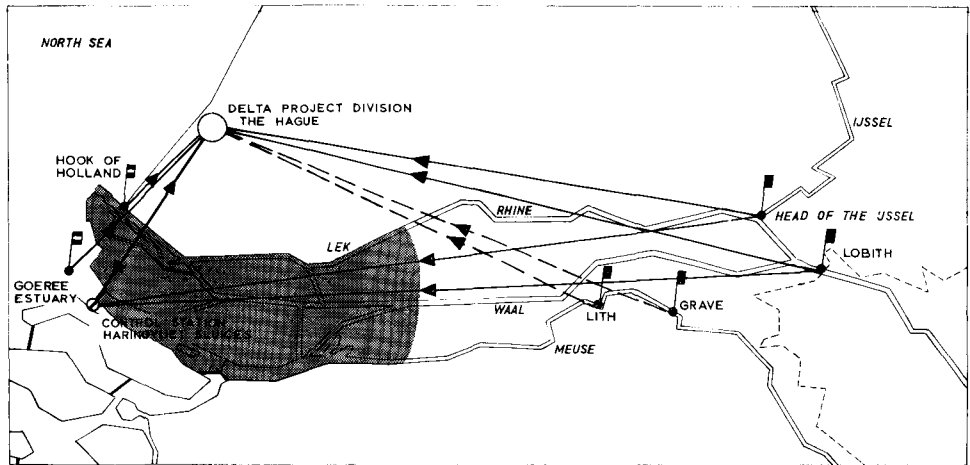 NORTH SEA
DELTA PROJECT DIVISION
THE HAGUE
IJSSEL
HOOK OF
HOLLAND
RHINE
HEAD OF THE IJSSEL
LEK
LOBITH
GOEREE
ESTUARY
WAAL
LITH
GRAVE
CONTROL STATION
HARINGVLIET SLUICES
MEUSE